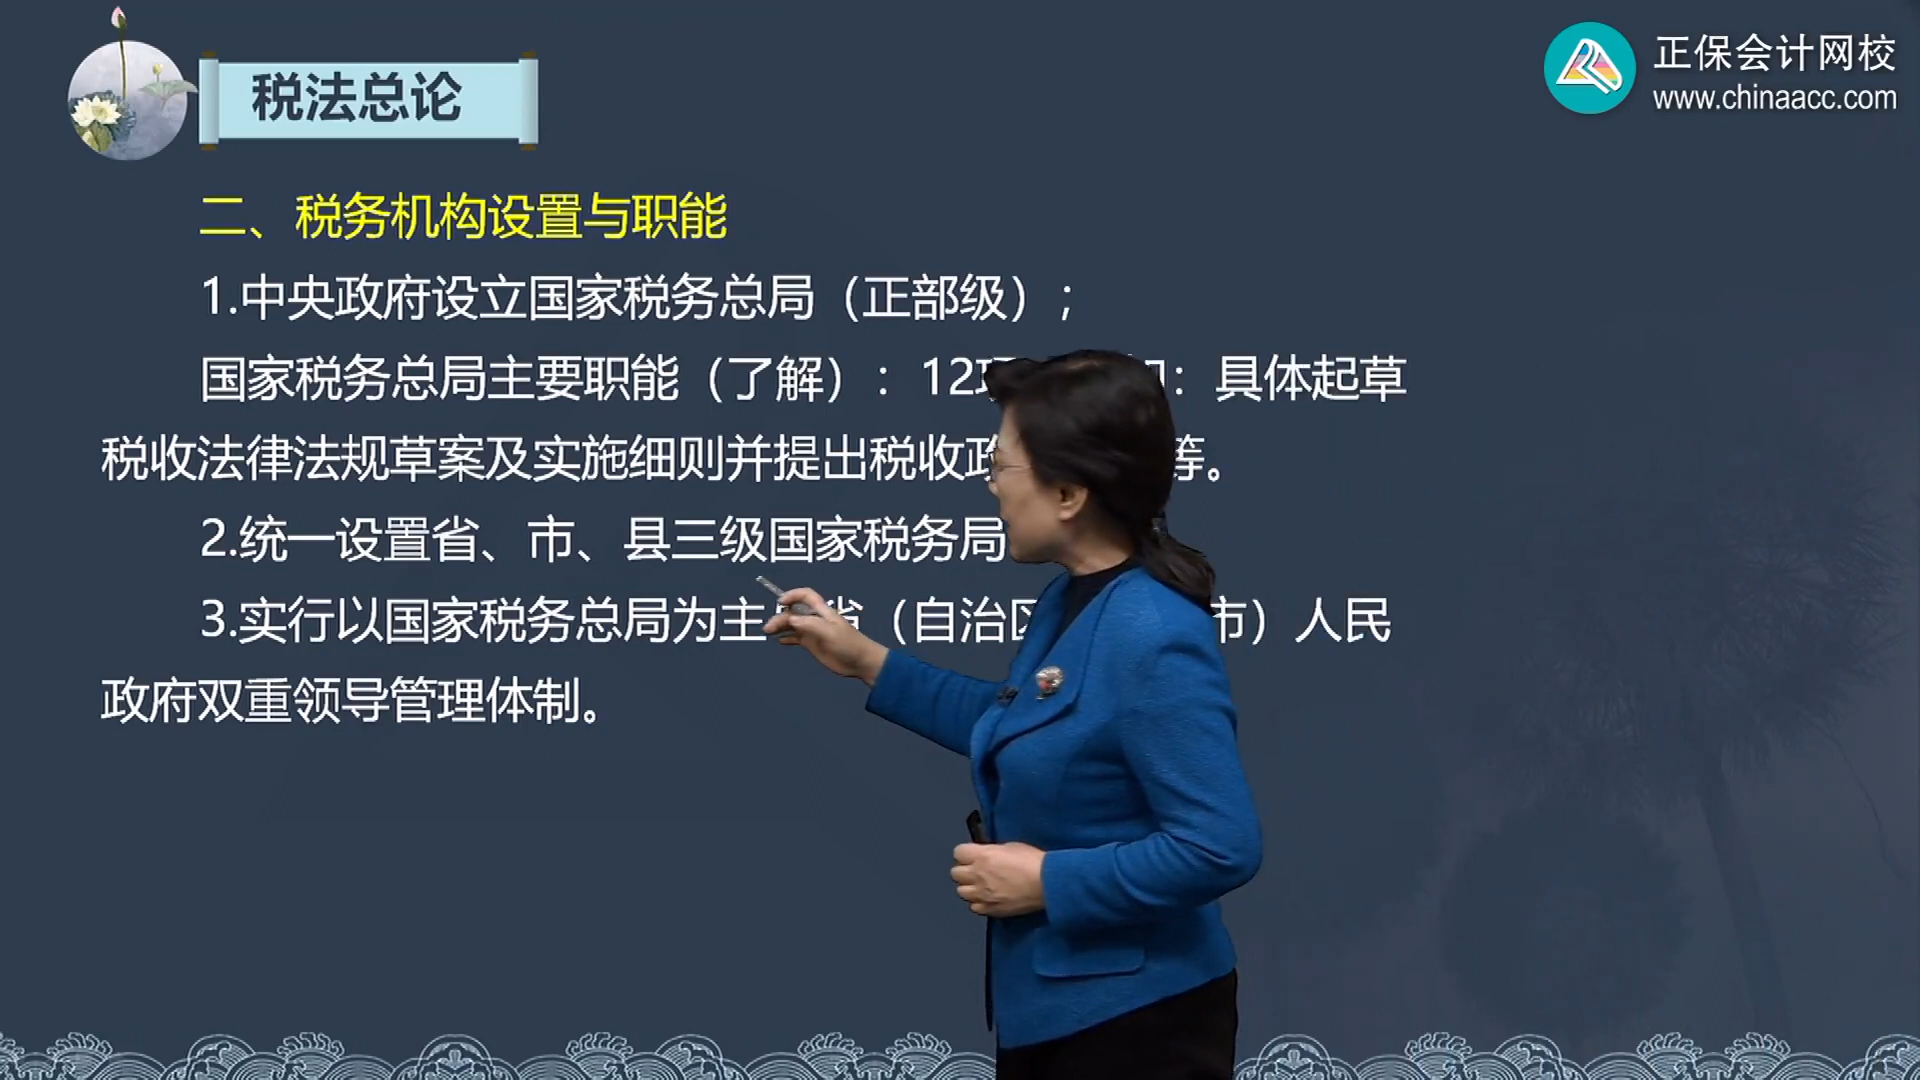 税法总论
正保会计网校
www.chinaacc.com
二、税务机构设置与职能
1.中央政府设立国家税务总局（正部级）；
国家税务总局主要职能（了解）：12 ：具体起草
税收法律法规草案及实施细则并提出税收政 等。
2.统一设置省、市、县三级国家税务局
3.实行以国家税务总局为主 省（自治区 市）人民
政府双重领导管理体制。